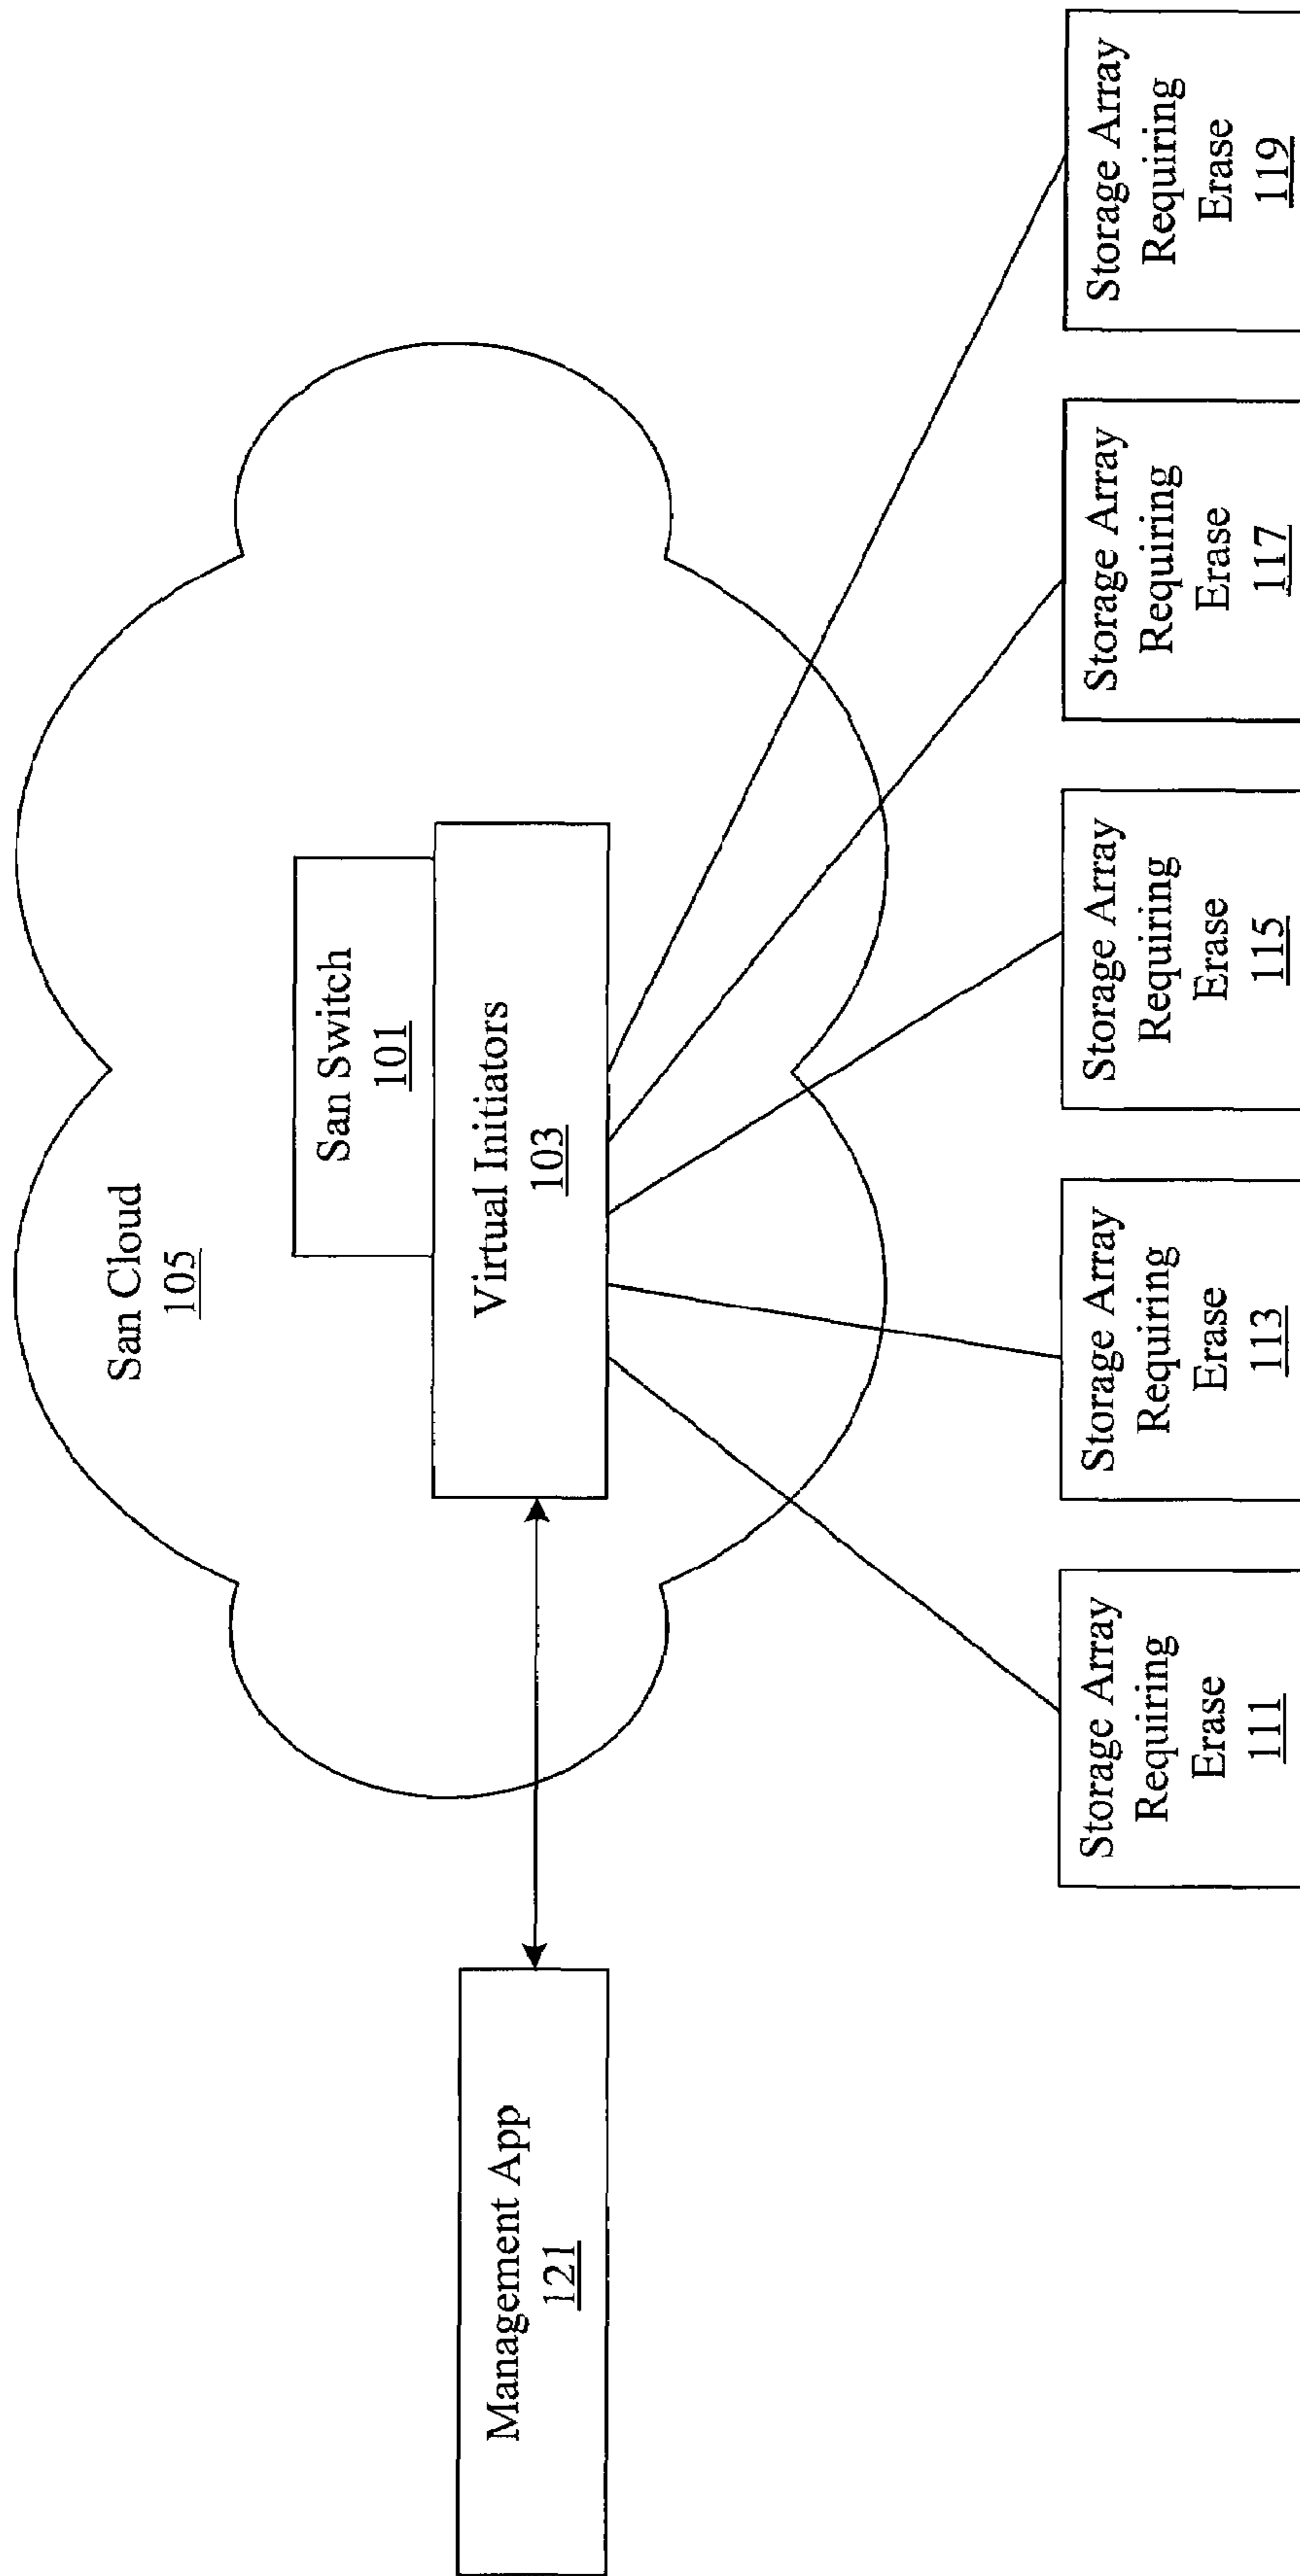 San Cloud
105
San Switch
101
Virtual Initiators
103
Management App
121
Storage Array
Requiring
Erase
111
Storage Array
Requiring
Erase
113
Storage Array
Requiring
Erase
115
Storage Array
Requiring
Erase
117
Storage Array
Requiring
Erase
119